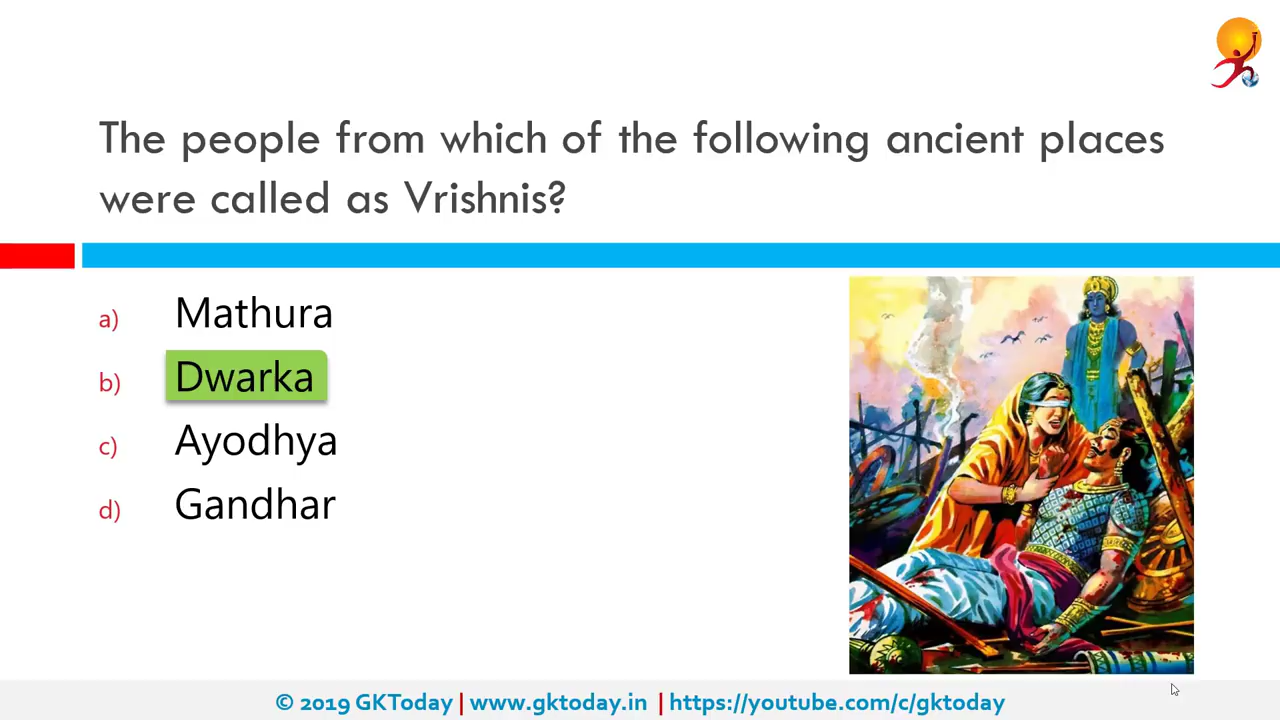 The people from which of the following ancient places
were called as Vrishnis?
a) Mathura
b) Dwarka
c) Ayodhya
d) Gandhar
© 2019 GKToday | www.gktoday.in | https://youtube.com/c/gktoday